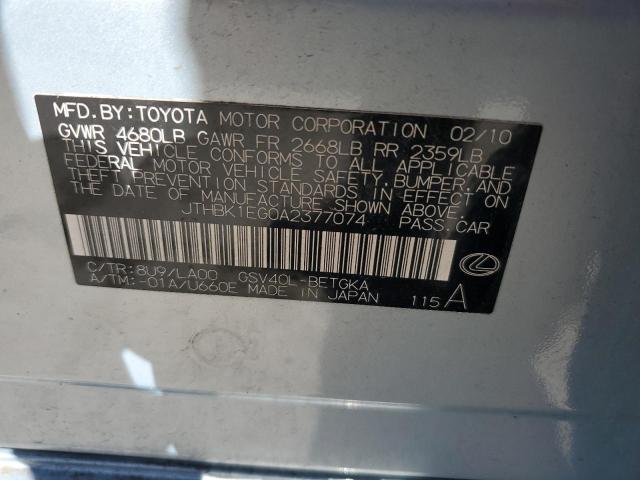 MFD.BY:TOYOTA MOTOR CORPORATION 02/10
GVWR 4680LB GAWR FR 2668LB RR 2359LB
THIS VEHICLE CONFORMS TO ALL APPLICABLE
FEDERAL MOTOR VEHICLE SAFETY,BUMPER,AND
THEFT PREVENTION STANDARDS IN EFFECT ON
THE DATE OF MANUFACTURE SHOWN ABOVE.
JTHBK1EG0A2377074 PASS.CAR
C/TR:8U9/LA00 GSV40L-BETGKA
A/TM:-01A/U660E MADE IN JAPAN 115A